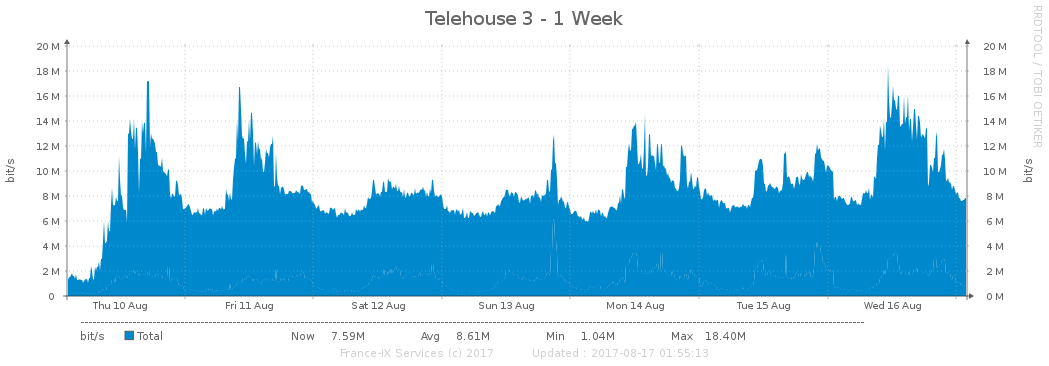 Telehouse 3 - 1 Week
RRDTOOL / TOBI OETIKER
bit/s
bit/s
20 M 20 M
18 M 18 M
16 M 16 M
14 M 14 M
12 M 12 M
10 M 10 M
8 M 8 M
6 M 6 M
4 M 4 M
2 M 2 M
0 0 M
Thu 10 Aug Fri 11 Aug Sat 12 Aug Sun 13 Aug Mon 14 Aug Tue 15 Aug Wed 16 Aug
bit/s Total Now 7.59M Avg 8.61M Min 1.04M Max 18.40M
France-IX Services (c) 2017 Updated : 2017-08-17 01:55:13